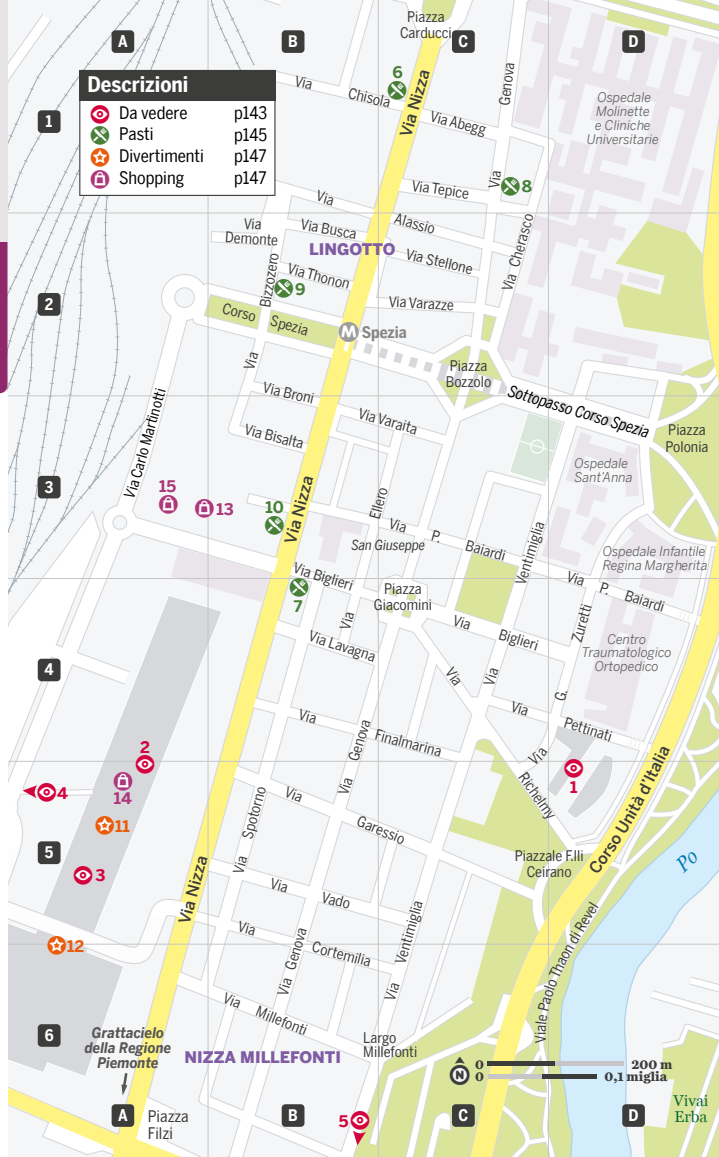 Piazza
Carducci
A
B
C
D
Descrizioni
Da vedere p143
Pasti p145
Divertimenti p147
Shopping p147
6
Via Chisola
Via Nizza
Via Abegg
Genova
Via
Ospedale
Molinette
e Cliniche
Universitarie
1
Via Tepice
8
Via Alassio
Via Busca
Via
Demonte
LINGOTTO
Via Stellone
Via Cherasco
Via Thonon
Bizzozero
9
2
Via Varazze
Corso Spezia
M Spezia
Via
Piazza
Bozzolo
Sottopasso Corso Spezia
Via Broni
Via Carlo Martinotti
Via Varaita
Piazza
Polonia
Via Bisalta
Ospedale
Sant'Anna
3
15
13
10
Via Nizza
Ellero
Via P. Baiardi
San Giuseppe
Ventimiglia
Ospedale Infantile
Regina Margherita
Via Biglieri
7
Piazza
Giacomini
Via P. Baiardi
Via
Via Biglieri
Zuretti
Via Lavagna
Centro
Traumatologico
Ortopedico
4
Via
Via
G.
Via Pettinati
Via Finalmarina
Genova
Via
2
4
14
Via
1
Via
Richelmy
Corso Unità d'Italia
11
Via Garessio
Spotorno
Via
5
3
Piazzale F.lli
Ceirano
Po
Via Nizza
Via Vado
12
Via Cortemilia
Ventimiglia
Via
Via Genova
Viale Paolo Thaon di Revel
Via Millefonti
6
Grattacielo
della Regione
Piemonte
NIZZA MILLEFONTI
Largo
Millefonti
N
0 200 m
0 0,1 miglia
A
Piazza
Filzi
B
5
C
D
Vivai
Erba